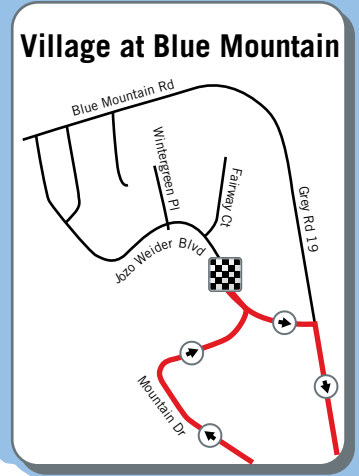 Village at Blue Mountain
Blue Mountain Rd
Wintergreen Pl
Fairway Ct
Grey Rd 19
Jozo Weider Blvd
Mountain Dr